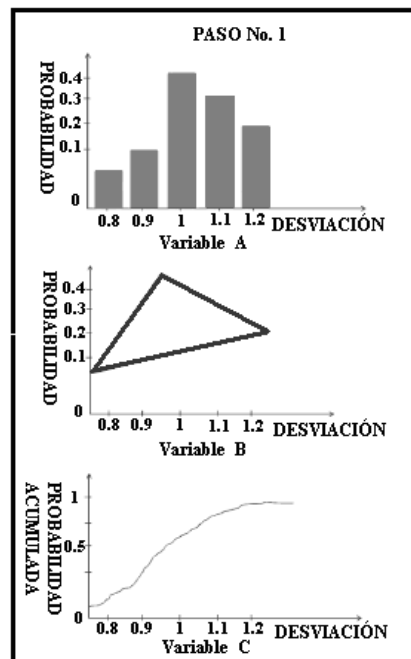 PASO No. 1
PROBABILIDAD
0.4
0.3
0.2
0.1
0
0.8 0.9 1 1.1 1.2 DESVIACIÓN
Variable A
PROBABILIDAD
0.4
0.3
0.2
0.1
0
0.8 0.9 1 1.1 1.2 DESVIACIÓN
Variable B
PROBABILIDAD
ACUMULADA
1
0.5
0
0.8 0.9 1 1.1 1.2 DESVIACIÓN
Variable C